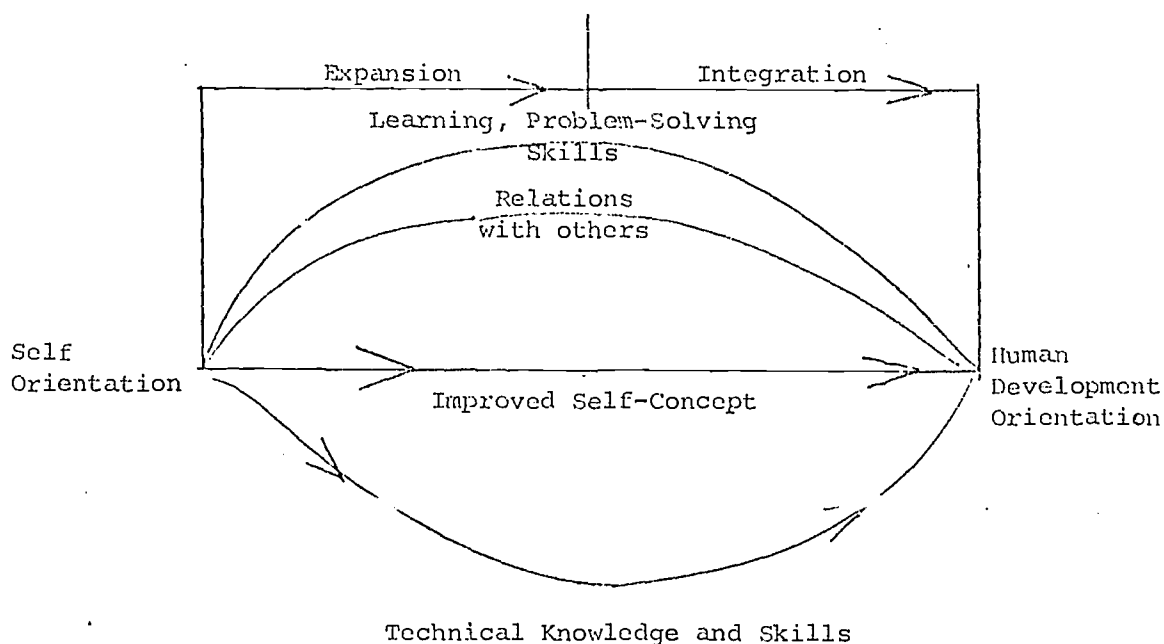 Expansion
Integration
Learning, Problem-Solving
Skills
Relations
with others
Self
Orientation
Human
Development
Orientation
Improved Self-Concept
Technical Knowledge and Skills